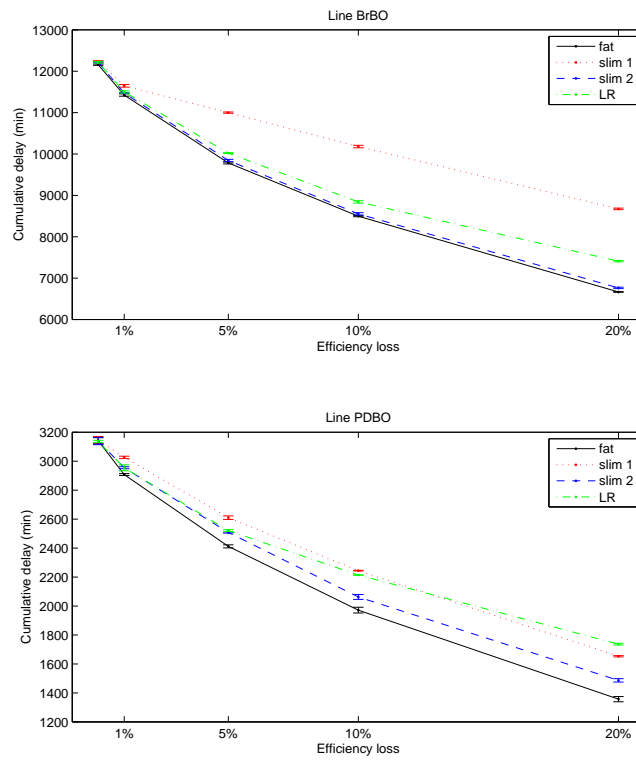 Line BrBO
13000
12000
11000
10000
9000
8000
7000
6000
Cumulative delay (min)
1%
5%
10%
20%
Efficiency loss
fat
slim 1
slim 2
LR
Line PDBO
3200
3000
2800
2600
2400
2200
2000
1800
1600
1400
1200
Cumulative delay (min)
1%
5%
10%
20%
Efficiency loss
fat
slim 1
slim 2
LR